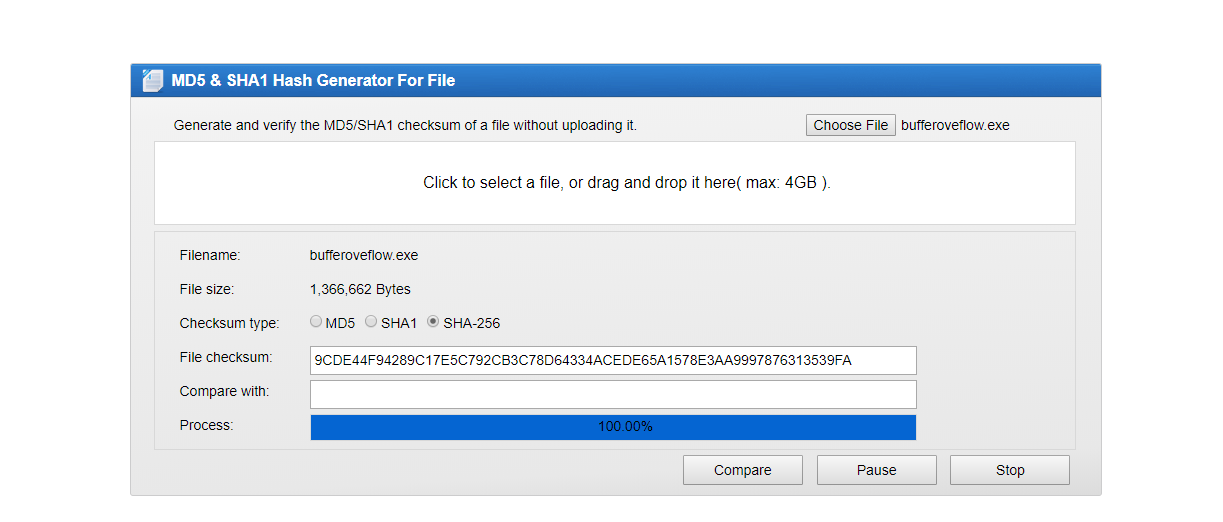 MD5 & SHA1 Hash Generator For File
Generate and verify the MD5/SHA1 checksum of a file without uploading it. Choose File bufferoveflow.exe
Click to select a file, or drag and drop it here( max: 4GB ).
Filename: bufferoveflow.exe
File size: 1,366,662 Bytes
Checksum type: MD5 SHA1 SHA-256
File checksum: 9CDE44F94289C17E5C792CB3C78D64334ACEDE65A1578E3AA9997876313539FA
Compare with:
Process: 100.00%
Compare Pause Stop